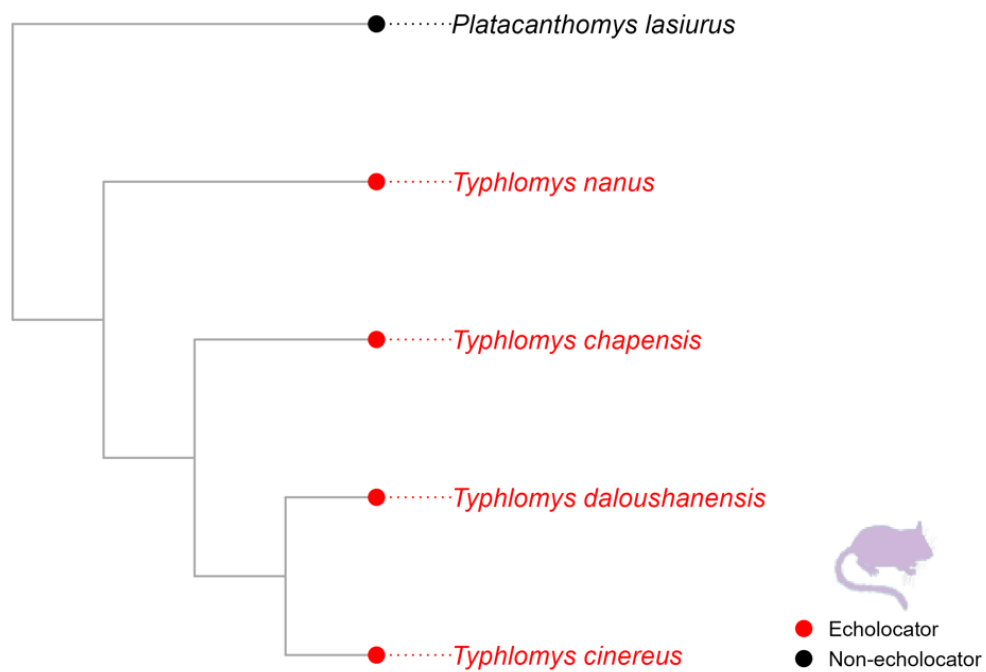 Platacanthomys lasiurus
Typhlomys nanus
Typhlomys chapensis
Typhlomys daloushanensis
Typhlomys cinereus
Echolocator
Non-echolocator